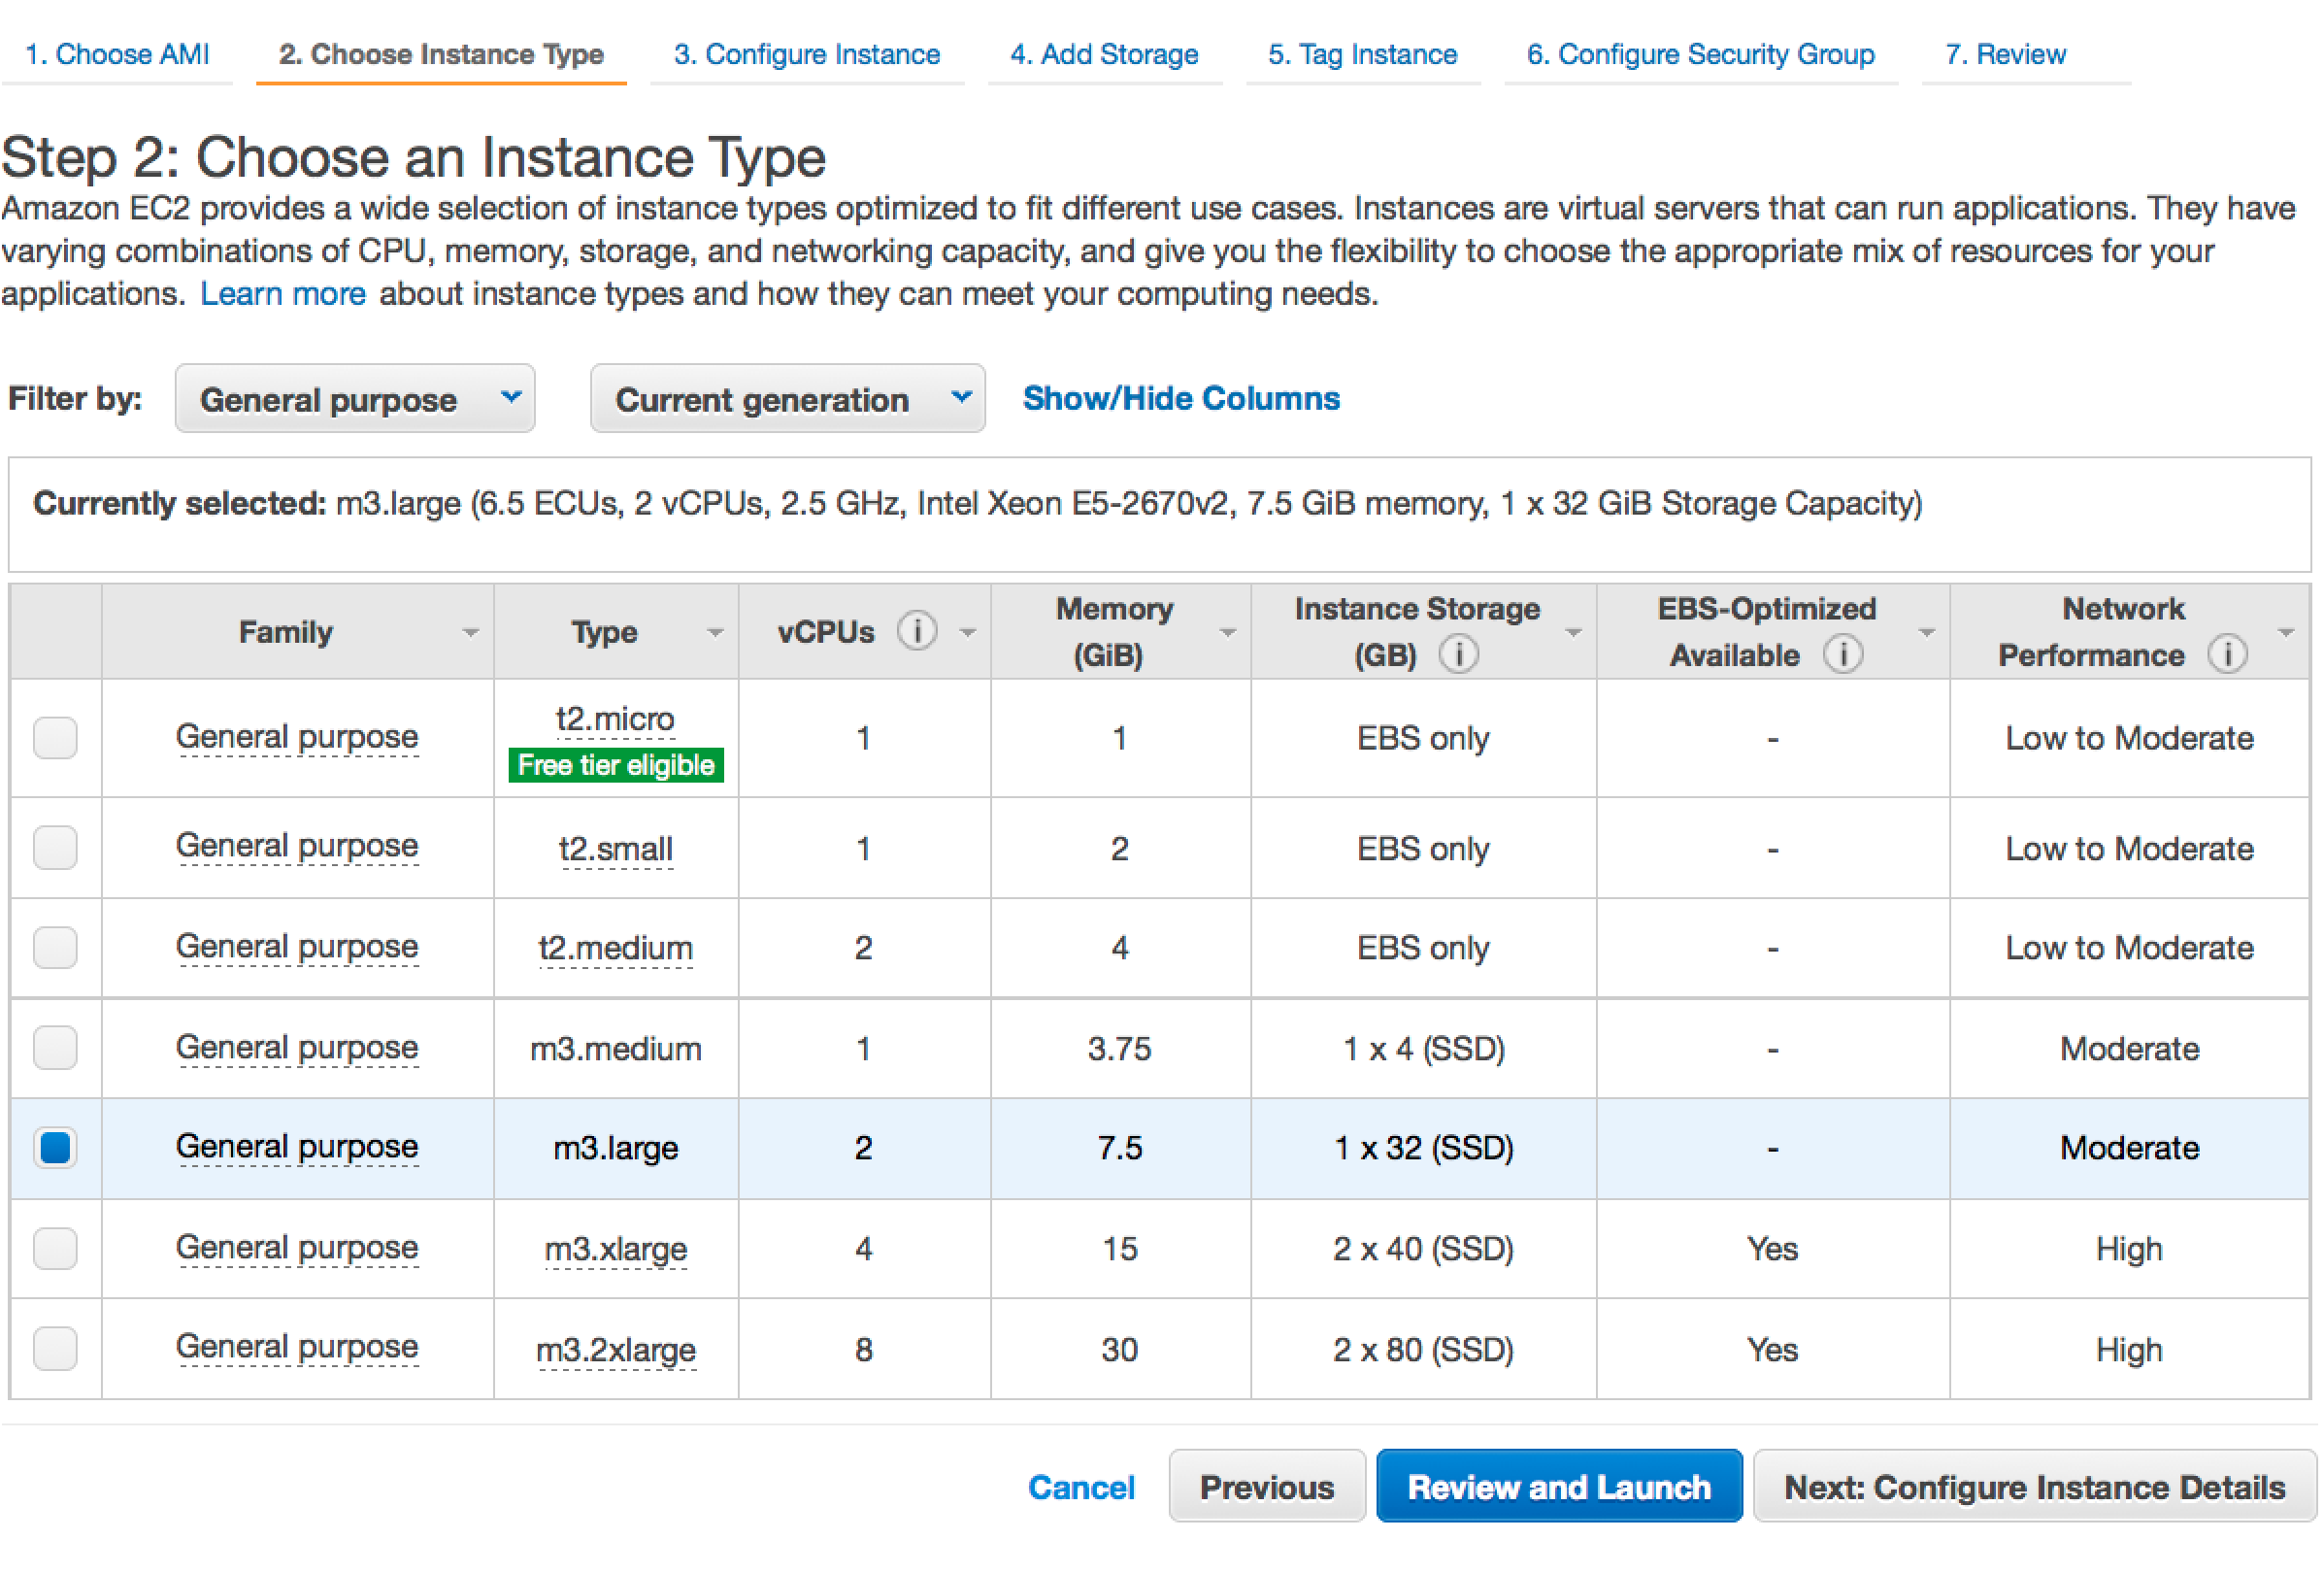 1. Choose AMI 2. Choose Instance Type 3. Configure Instance 4. Add Storage 5. Tag Instance 6. Configure Security Group 7. Review
Step 2: Choose an Instance Type
Amazon EC2 provides a wide selection of instance types optimized to fit different use cases. Instances are virtual servers that can run applications. They have
varying combinations of CPU, memory, storage, and networking capacity, and give you the flexibility to choose the appropriate mix of resources for your
applications. Learn more about instance types and how they can meet your computing needs.
Filter by: General purpose Current generation Show/Hide Columns
Currently selected: m3.large (6.5 ECUs, 2 vCPUs, 2.5 GHz, Intel Xeon E5-2670v2, 7.5 GiB memory, 1 x 32 GiB Storage Capacity)
Family Type vCPUs i Memory (GiB) Instance Storage (GB) i EBS-Optimized Available i Network Performance i
General purpose t2.micro Free tier eligible 1 1 EBS only - Low to Moderate
General purpose t2.small 1 2 EBS only - Low to Moderate
General purpose t2.medium 2 4 EBS only - Low to Moderate
General purpose m3.medium 1 3.75 1 x 4 (SSD) - Moderate
General purpose m3.large 2 7.5 1 x 32 (SSD) - Moderate
General purpose m3.xlarge 4 15 2 x 40 (SSD) Yes High
General purpose m3.2xlarge 8 30 2 x 80 (SSD) Yes High
Cancel Previous Review and Launch Next: Configure Instance Details